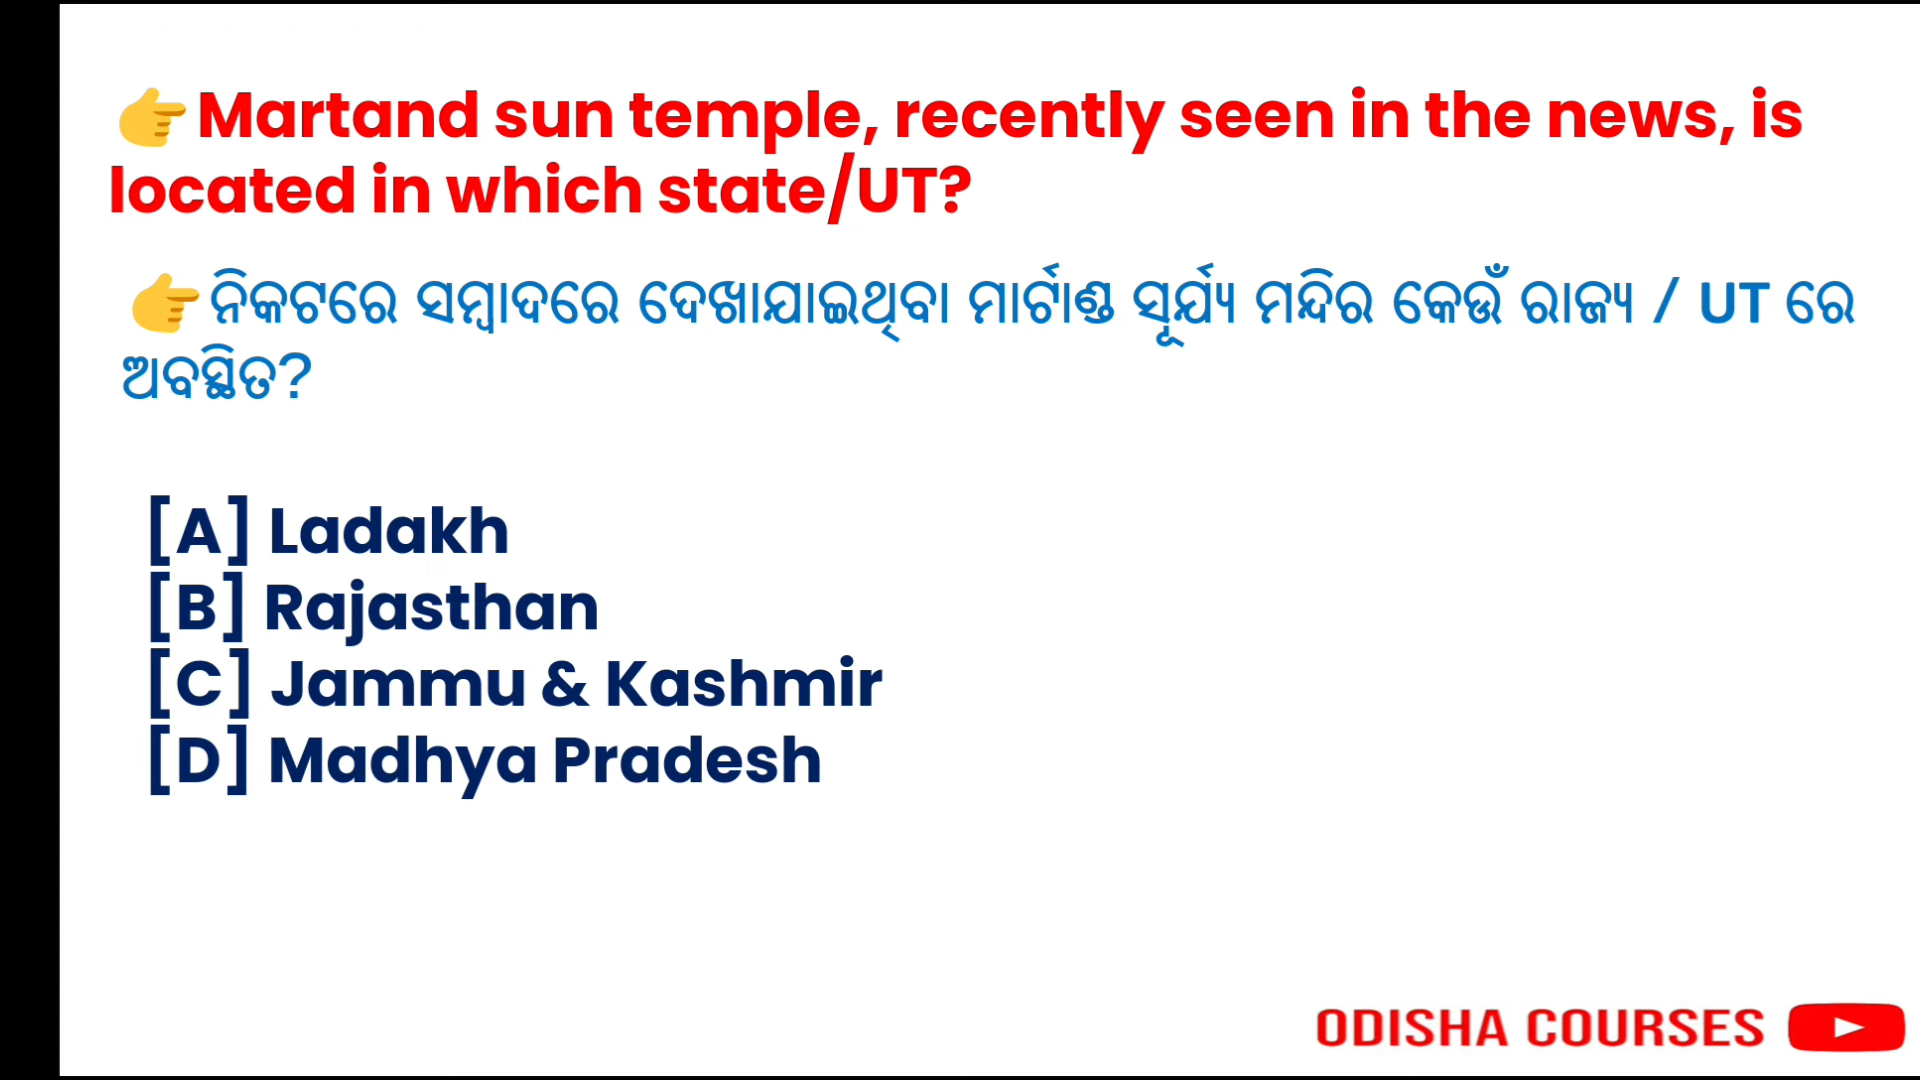 👉Martand sun temple, recently seen in the news, is
located in which state/UT?
👉ନିକଟରେ ସମ୍ବାଦରେ ଦେଖାଯାଇଥିବା ମାର୍ଟାଣ୍ଡ ସୂର୍ଯ୍ୟ ମନ୍ଦିର କେଉଁ ରାଜ୍ୟ / UT ରେ
ଅବସ୍ଥିତ?
[A] Ladakh
[B] Rajasthan
[C] Jammu & Kashmir
[D] Madhya Pradesh
ODISHA COURSES